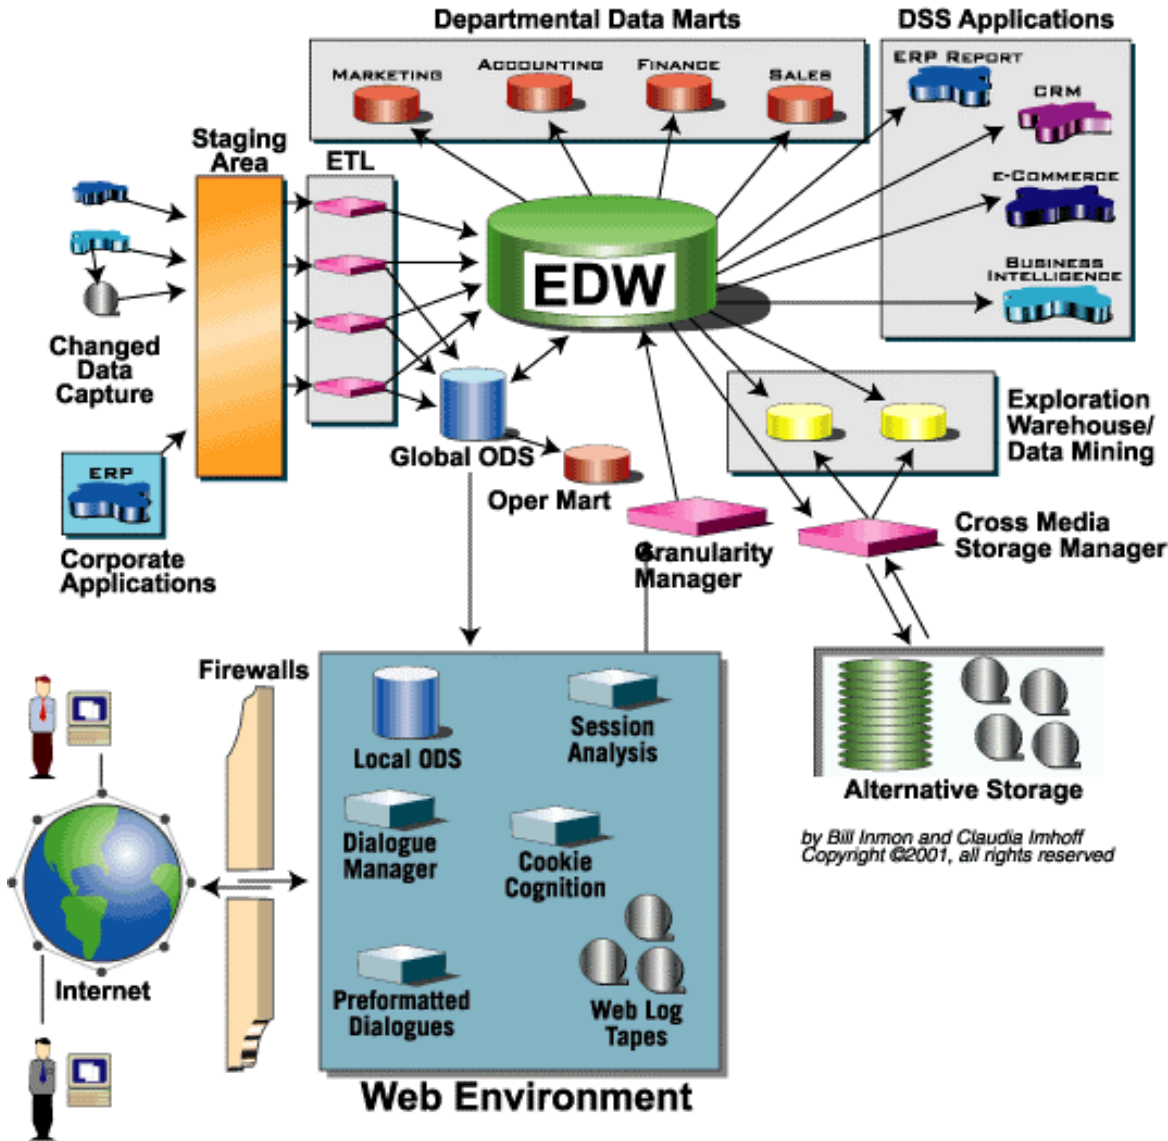 Departmental Data Marts
DSS Applications
MARKETING
ACCOUNTING
FINANCE
SALES
ERP REPORT
CRM
E-COMMERCE
BUSINESS
INTELLIGENCE
Staging
Area
ETL
EDW
Changed
Data
Capture
ERP
Corporate
Applications
Global ODS
Oper Mart
Granularity
Manager
Exploration
Warehouse/
Data Mining
Cross Media
Storage Manager
Alternative Storage
by Bill Inmon and Claudia Imhoff
Copyright ©2001, all rights reserved
Firewalls
Internet
Local ODS
Session
Analysis
Dialogue
Manager
Cookie
Cognition
Preformatted
Dialogues
Web Log
Tapes
Web Environment